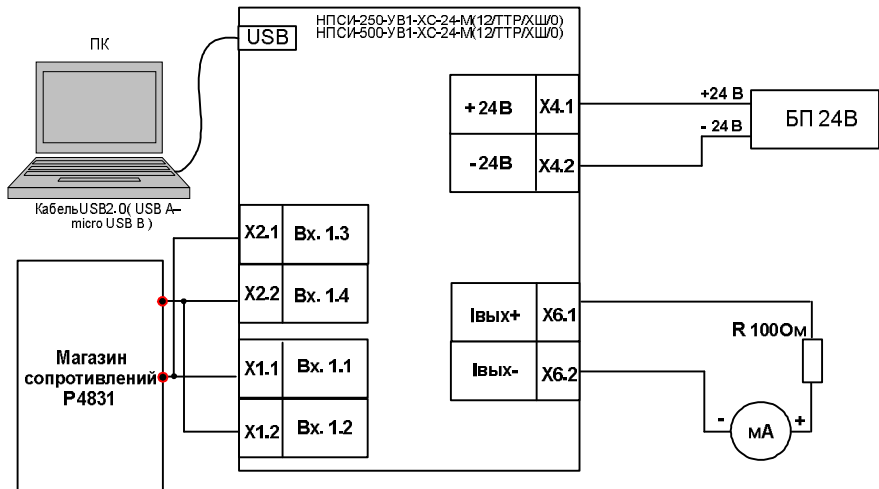 НПСИ-250-УВ1-ХС-24-М(12/ТТР/ХШ/0)
НПСИ-500-УВ1-ХС-24-М(12/ТТР/ХШ/0)
USB
ПК
КабельUSB2.0( USB A–
micro USB B )
+24В
X4.1
-24В
X4.2
+24 В
- 24 В
БП 24В
X2.1
Вх. 1.3
X2.2
Вх. 1.4
X1.1
Вх. 1.1
X1.2
Вх. 1.2
Магазин
сопротивлений
Р4831
Iвых+
X6.1
Iвых-
X6.2
R 100Ом
-
мА
+